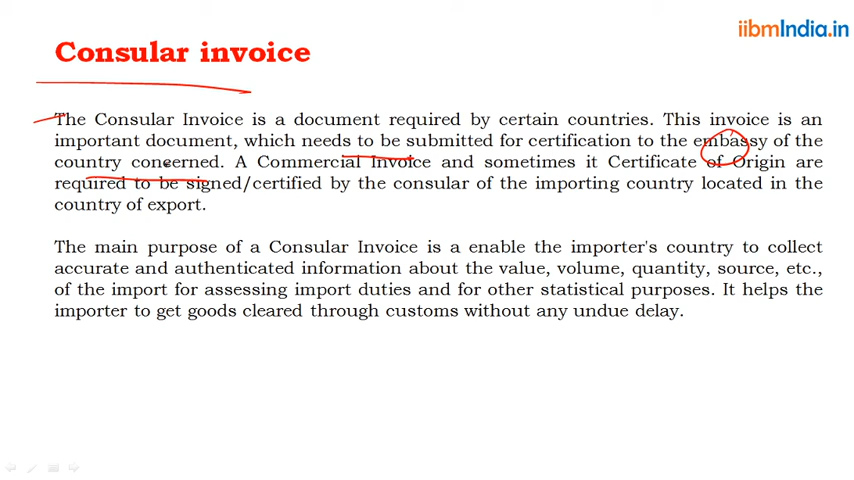 iibmIndia.in
Consular invoice
The Consular Invoice is a document required by certain countries. This invoice is an
important document, which needs to be submitted for certification to the embassy of the
country concerned. A Commercial Invoice and sometimes it Certificate of Origin are
required to be signed/certified by the consular of the importing country located in the
country of export.
The main purpose of a Consular Invoice is a enable the importer's country to collect
accurate and authenticated information about the value, volume, quantity, source, etc.,
of the import for assessing import duties and for other statistical purposes. It helps the
importer to get goods cleared through customs without any undue delay.